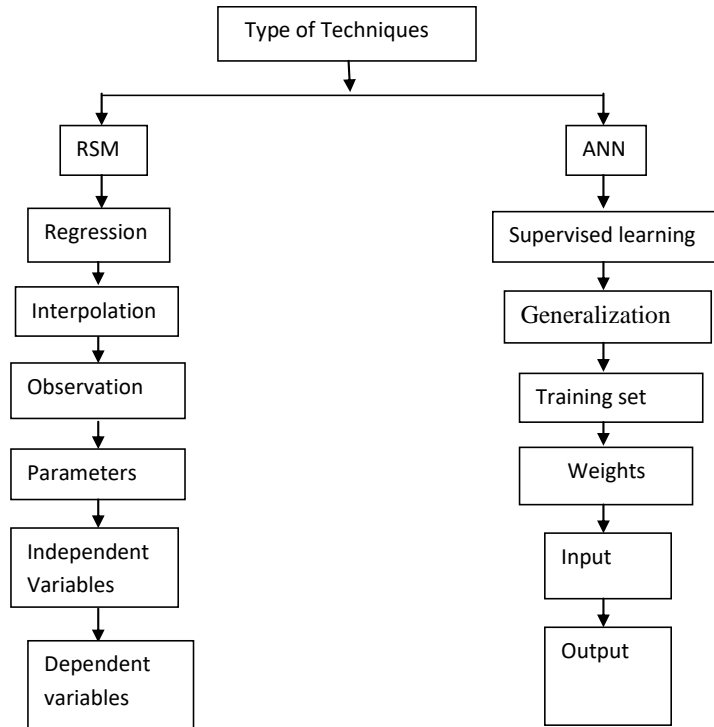 Type of Techniques
RSM
ANN
Regression
Supervised learning
Interpolation
Generalization
Observation
Training set
Parameters
Weights
Independent
Variables
Input
Dependent
variables
Output